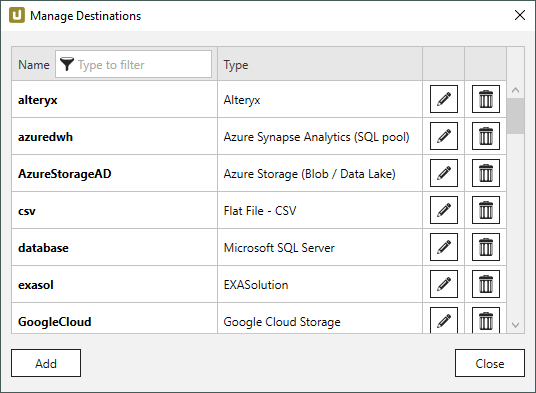 Manage Destinations
Name Type to filter Type
alteryx Alteryx
azuredwh Azure Synapse Analytics (SQL pool)
AzureStorageAD Azure Storage (Blob / Data Lake)
csv Flat File - CSV
database Microsoft SQL Server
exasol EXASolution
GoogleCloud Google Cloud Storage
Add Close